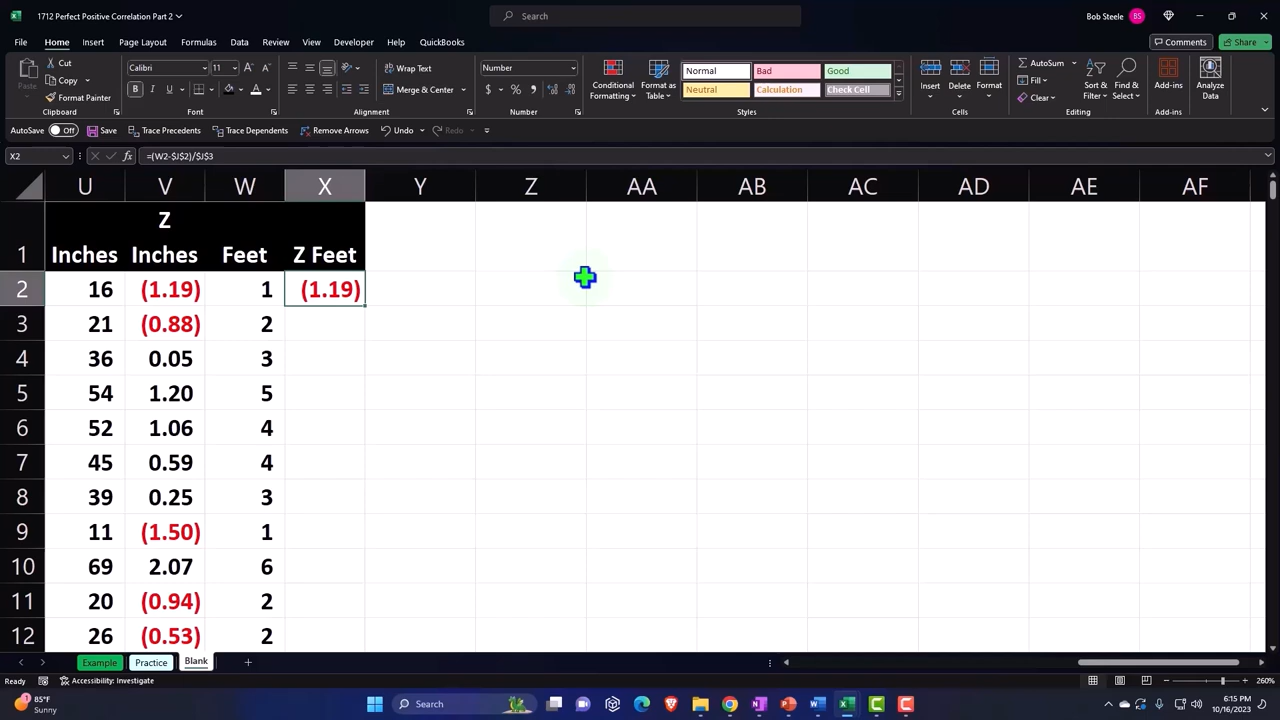 1712 Perfect Positive Correlation Part 2
Search
Bob Steele
BS
File Home Insert Page Layout Formulas Data Review View Developer Help QuickBooks
Comments
Share
Cut
Copy
Format Painter
Clipboard
Calibri
11
Font
Wrap Text
Merge & Center
Alignment
Number
Number
Conditional Formatting
Format as Table
Normal Bad Good
Neutral Calculation Check Cell
Styles
Insert Delete Format
Cells
AutoSum
Fill
Clear
Sort & Filter
Find & Select
Editing
Add-ins
Add-ins
Analyze Data
AutoSave Off Save Trace Precedents Trace Dependents Remove Arrows Undo Redo
X2 fx =(W2-$J$2)/$J$3
U V W X Y Z AA AB AC AD AE AF
Z
1 Inches Inches Feet Z Feet
2 16 (1.19) 1 (1.19)
3 21 (0.88) 2
4 36 0.05 3
5 54 1.20 5
6 52 1.06 4
7 45 0.59 4
8 39 0.25 3
9 11 (1.50) 1
10 69 2.07 6
11 20 (0.94) 2
12 26 (0.53) 2
Example Practice Blank
Ready Accessibility: Investigate 260%
85°F
Sunny
Search
6:15 PM
10/16/2023